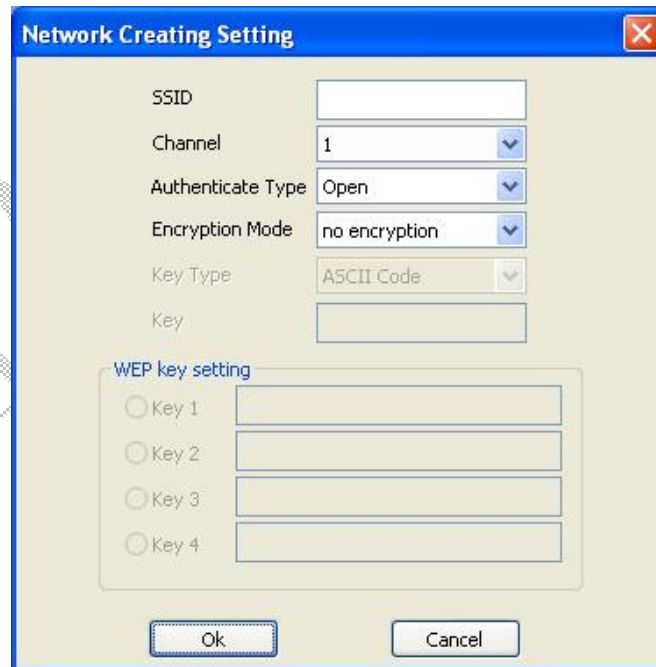 Network Creating Setting
SSID
Channel 1
Authenticate Type Open
Encryption Mode no encryption
Key Type ASCII Code
Key
WEP key setting
Key 1
Key 2
Key 3
Key 4
Ok Cancel